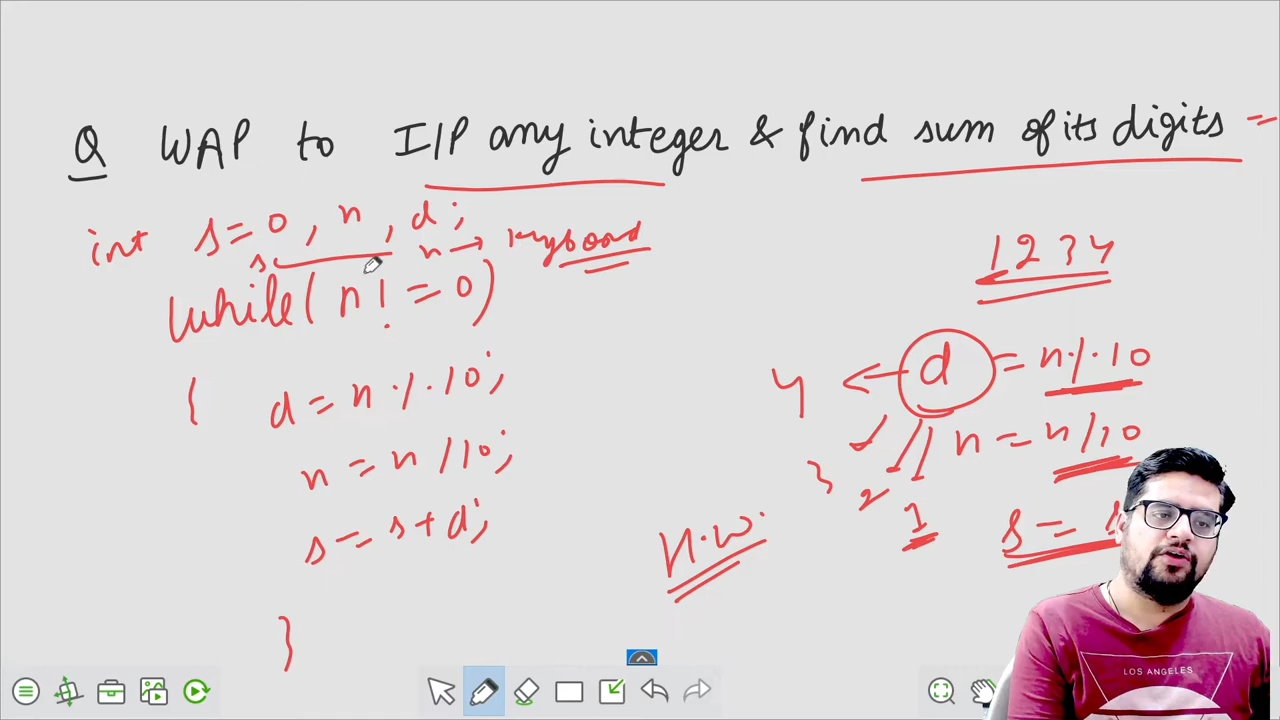 Q WAP to I/P any integer & find sum of its digits =
int s=0, n, d;
s n → keyboard
while(n!=0)
{ d=n%10;
n=n/10;
s=s+d;
}
1234
4 ← d = n%10
3 2 1 n = n/10
s =
H.W.
LOS ANGELES